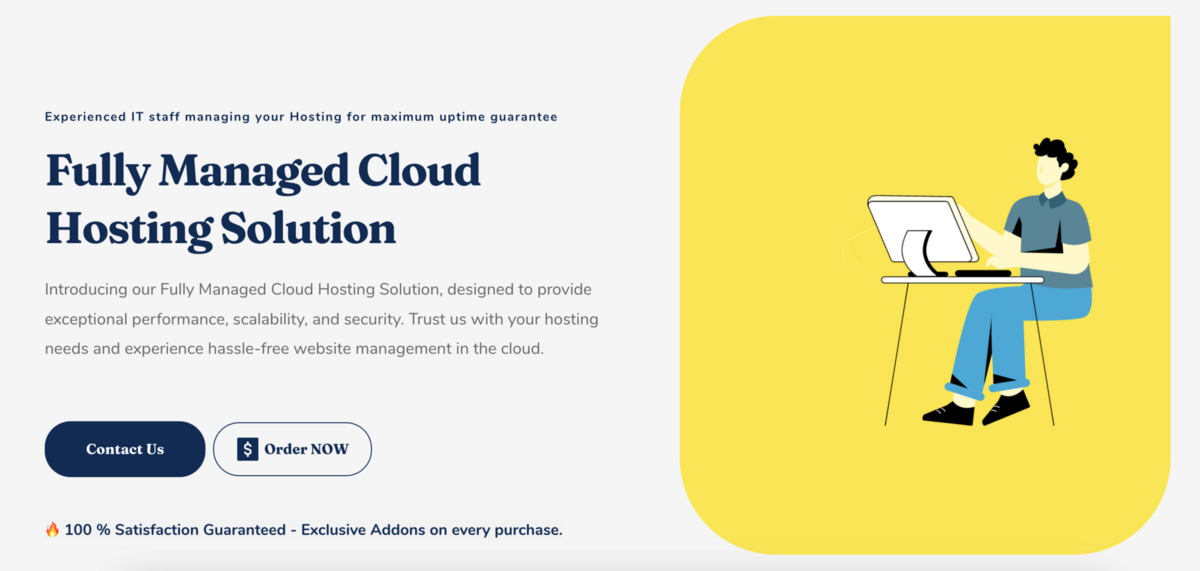 Experienced IT staff managing your Hosting for maximum uptime guarantee
Fully Managed Cloud
Hosting Solution
Introducing our Fully Managed Cloud Hosting Solution, designed to provide
exceptional performance, scalability, and security. Trust us with your hosting
needs and experience hassle-free website management in the cloud.
Contact Us
$ Order NOW
🔥 100 % Satisfaction Guaranteed - Exclusive Addons on every purchase.